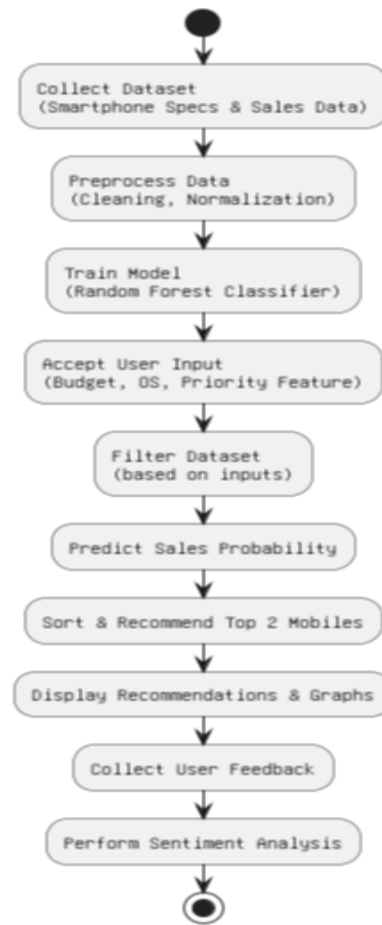 Collect Dataset
(Smartphone Specs & Sales Data)
Preprocess Data
(Cleaning, Normalization)
Train Model
(Random Forest Classifier)
Accept User Input
(Budget, OS, Priority Feature)
Filter Dataset
(based on inputs)
Predict Sales Probability
Sort & Recommend Top 2 Mobiles
Display Recommendations & Graphs
Collect User Feedback
Perform Sentiment Analysis